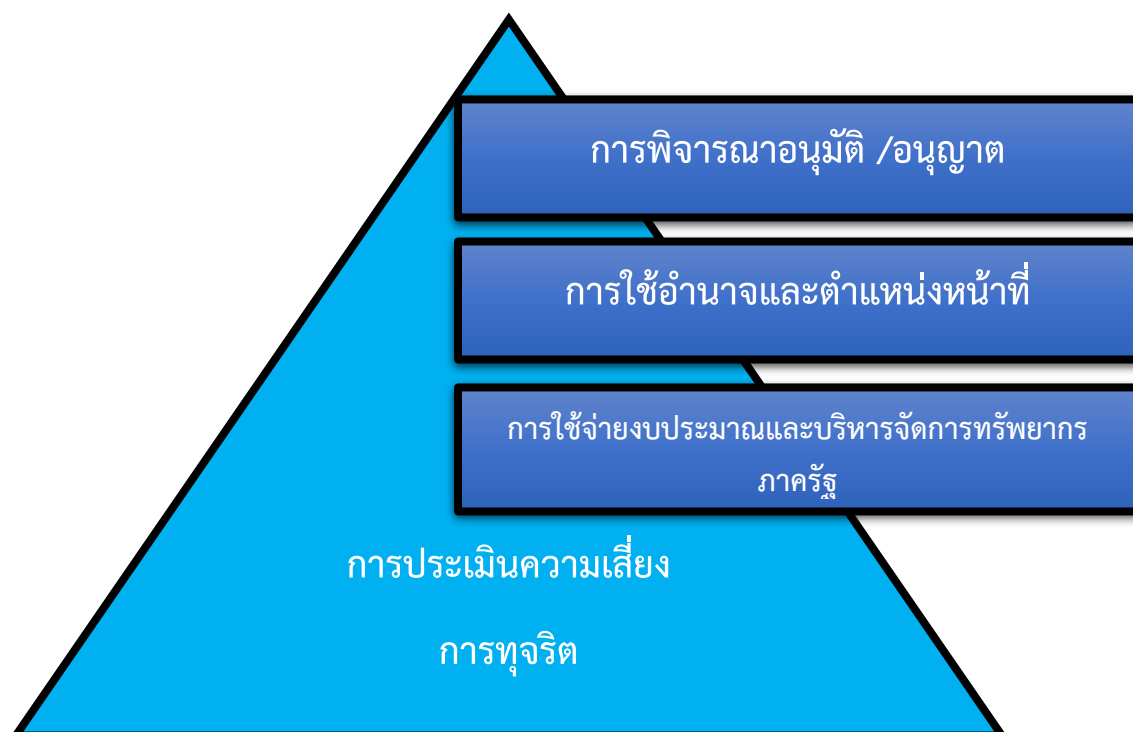 การพิจารณาอนุมัติ /อนุญาต
การใช้อำนาจและตำแหน่งหน้าที่
การใช้จ่ายงบประมาณและบริหารจัดการทรัพยากร
ภาครัฐ
การประเมินความเสี่ยง
การทุจริต